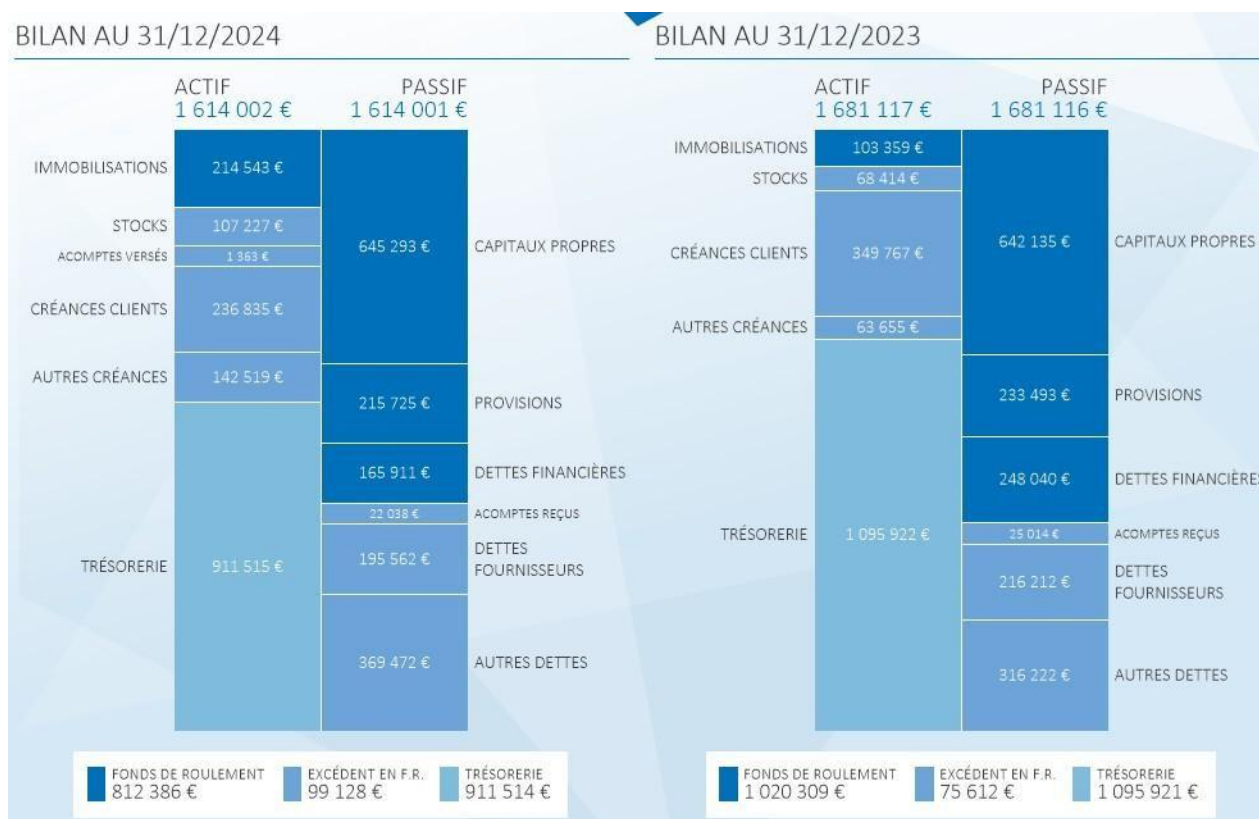 BILAN AU 31/12/2024
ACTIF
1 614 002 €
PASSIF
1 614 001 €
IMMOBILISATIONS
214 543 €
STOCKS
107 227 €
ACOMPTES VERSÉS
1 363 €
CRÉANCES CLIENTS
236 835 €
AUTRES CRÉANCES
142 519 €
TRÉSORERIE
911 515 €
645 293 €
CAPITAUX PROPRES
215 725 €
PROVISIONS
165 911 €
DETTES FINANCIÈRES
22 038 €
ACOMPTES REÇUS
195 562 €
DETTES
FOURNISSEURS
369 472 €
AUTRES DETTES
FONDS DE ROULEMENT
812 386 €
EXCÉDENT EN F.R.
99 128 €
TRÉSORERIE
911 514 €
BILAN AU 31/12/2023
ACTIF
1 681 117 €
PASSIF
1 681 116 €
IMMOBILISATIONS
103 359 €
STOCKS
68 414 €
CRÉANCES CLIENTS
349 767 €
AUTRES CRÉANCES
63 655 €
TRÉSORERIE
1 095 922 €
642 135 €
CAPITAUX PROPRES
233 493 €
PROVISIONS
248 040 €
DETTES FINANCIÈRES
25 014 €
ACOMPTES REÇUS
216 212 €
DETTES
FOURNISSEURS
316 222 €
AUTRES DETTES
FONDS DE ROULEMENT
1 020 309 €
EXCÉDENT EN F.R.
75 612 €
TRÉSORERIE
1 095 921 €